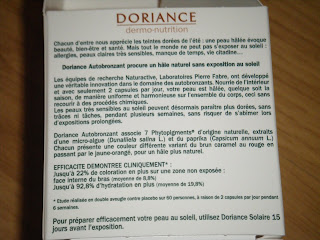 DORIANCE
dermo-nutrition
Chacun d'entre nous apprécie les teintes dorées de l'été : une peau hâlée évoque
beauté, bien-être et santé. Mais tout le monde ne peut pas s'exposer au soleil :
allergies, peaux claires très sensibles, manque de temps, vie citadine...
Doriance Autobronzant procure un hâle naturel sans exposition au soleil
Les équipes de recherche Naturactive, Laboratoires Pierre Fabre, ont développé
une véritable innovation dans le domaine des autobronzants. Nourrie de l'intérieur
et avec seulement 2 capsules par jour, votre peau est hâlée, quelque soit la
saison, de manière uniforme et harmonieuse sur l'ensemble du corps, ceci sans
recourir à des procédés chimiques.
Les peaux très sensibles au soleil peuvent désormais paraître plus dorées, sans
traces ni tâches, pendant plusieurs semaines, sans risquer de s'abîmer lors
d'expositions prolongées.
Doriance Autobronzant associe 7 Phytopigments® d'origine naturelle, extraits
d'une micro-algue (Dunaliella salina L.) et du paprika (Capsicum annuum L.)
Chacun présente une couleur différente variant du brun caramel au rouge en
passant par le jaune-orangé, pour un hâle plus naturel.
EFFICACITE DEMONTREE CLINIQUEMENT* :
Jusqu'à 22% de coloration en plus sur une zone non exposée :
face interne du bras (moyenne de 8,8%)
Jusqu'à 92,8% d'hydratation en plus (moyenne de 15,8%)
* Etude réalisée en double aveugle contre placebo sur 60 personnes, à raison de 2 capsules par jour pendant
6 semaines.
Pour préparer efficacement votre peau au soleil, utilisez Doriance Solaire 15
jours avant l'exposition.